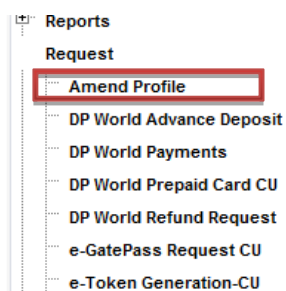 Reports
Request
Amend Profile
DP World Advance Deposit
DP World Payments
DP World Prepaid Card CU
DP World Refund Request
e-GatePass Request CU
e-Token Generation-CU